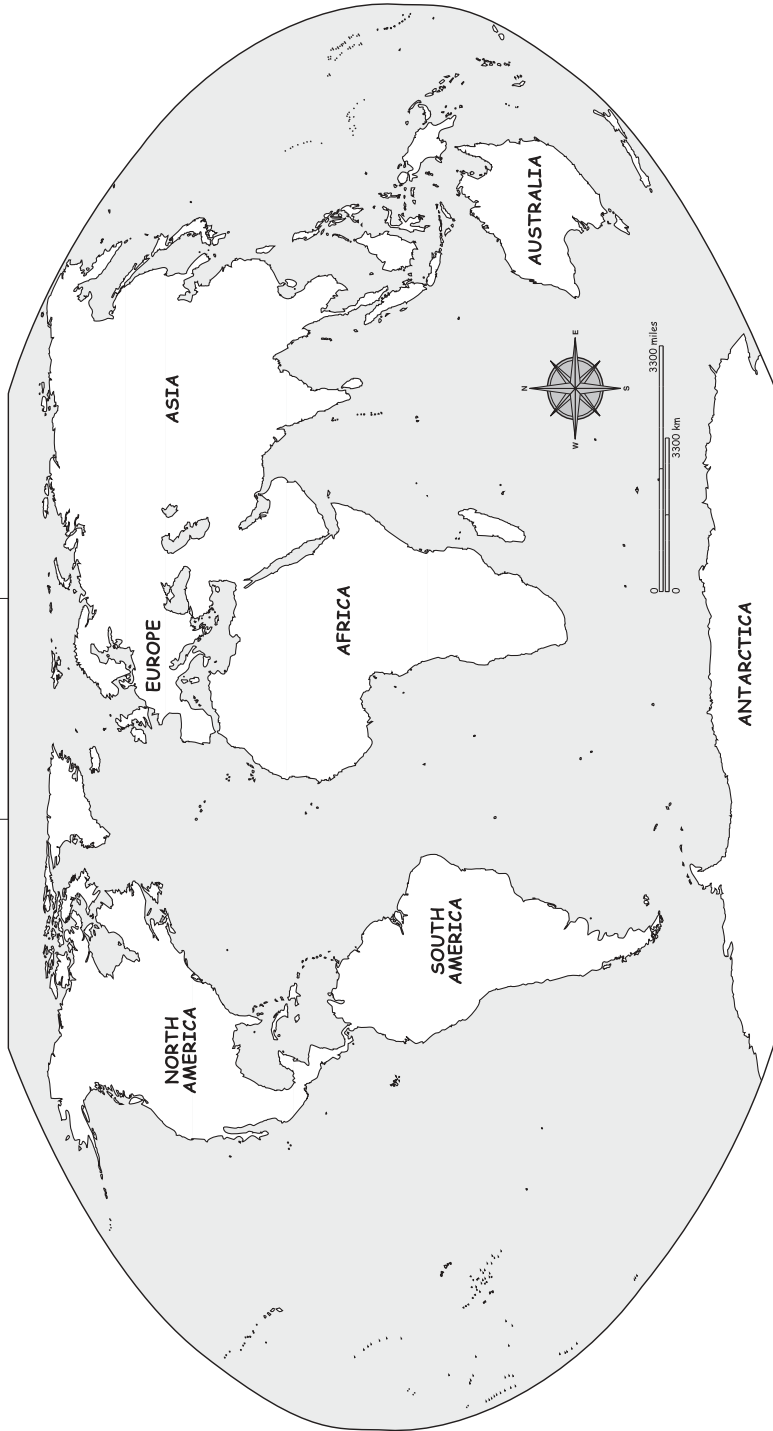 NORTH
AMERICA
EUROPE
ASIA
AFRICA
SOUTH
AMERICA
AUSTRALIA
N
W
E
S
0
3300 miles
0
3300 km
ANTARCTICA